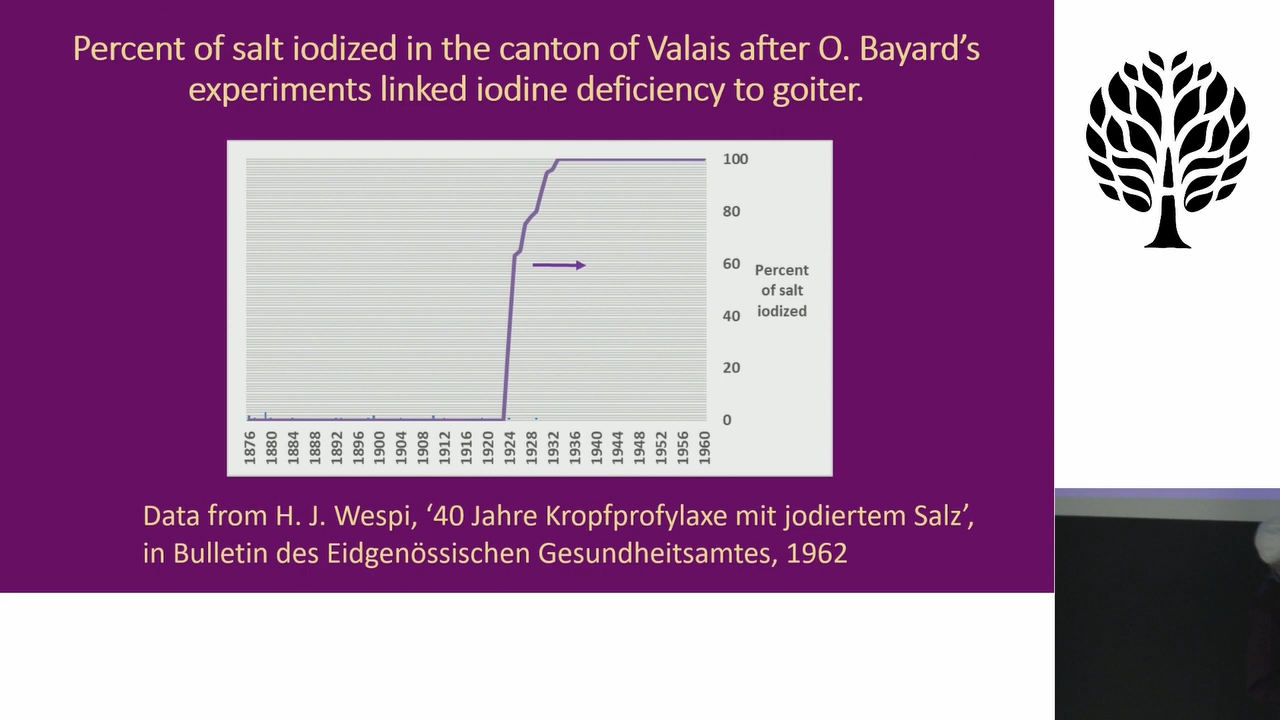 Percent of salt iodized in the canton of Valais after O. Bayard's
experiments linked iodine deficiency to goiter.
100
80
60
40
20
0
Percent
of salt
iodized
1876 1880 1884 1888 1892 1896 1900 1904 1908 1912 1916 1920 1924 1928 1932 1936 1940 1944 1948 1952 1956 1960
Data from H. J. Wespi, ‘40 Jahre Kropfprofylaxe mit jodiertem Salz’,
in Bulletin des Eidgenössischen Gesundheitsamtes, 1962